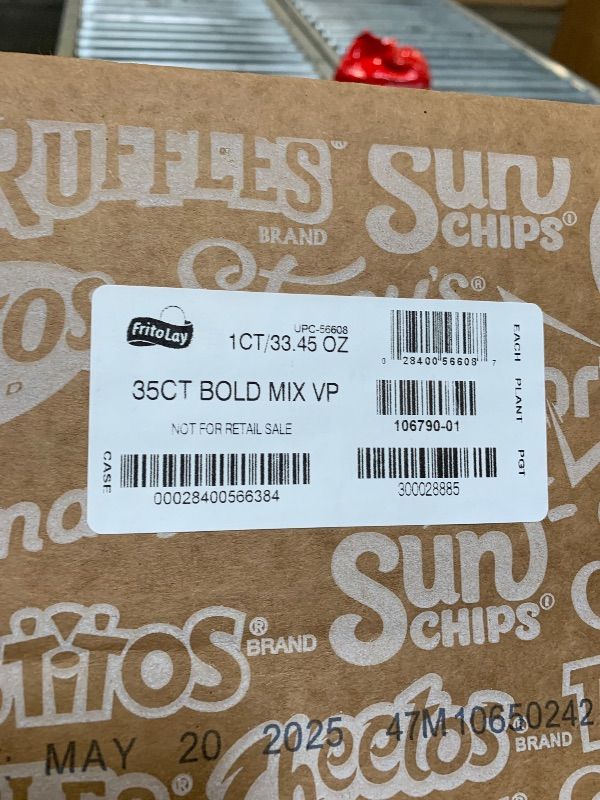 RUFFLES®
BRAND
Sun
CHIPS®
FritoLay
UPC-56608
1CT/33.45 OZ
0 28400 56608 7
EACH
35CT BOLD MIX VP
106790-01
PLANT
NOT FOR RETAIL SALE
CASE
00028400566384
300028885
PGT
Sun
CHIPS®
TITOS®
BRAND
Cheetos®
BRAND
MAY 20 2025 47M10650242